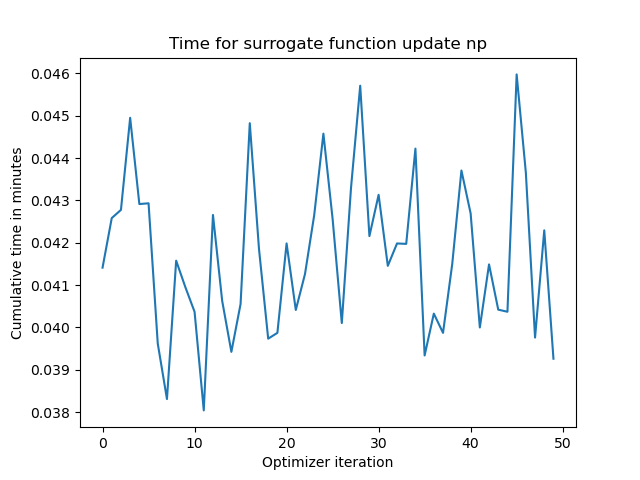 Time for surrogate function update np
Cumulative time in minutes
0.046
0.045
0.044
0.043
0.042
0.041
0.040
0.039
0.038
0 10 20 30 40 50
Optimizer iteration